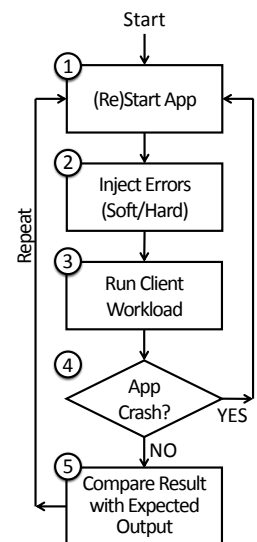 Start
1
(Re)Start App
2
Inject Errors
(Soft/Hard)
Repeat
3
Run Client
Workload
4
App
Crash?
YES
NO
5
Compare Result
with Expected
Output